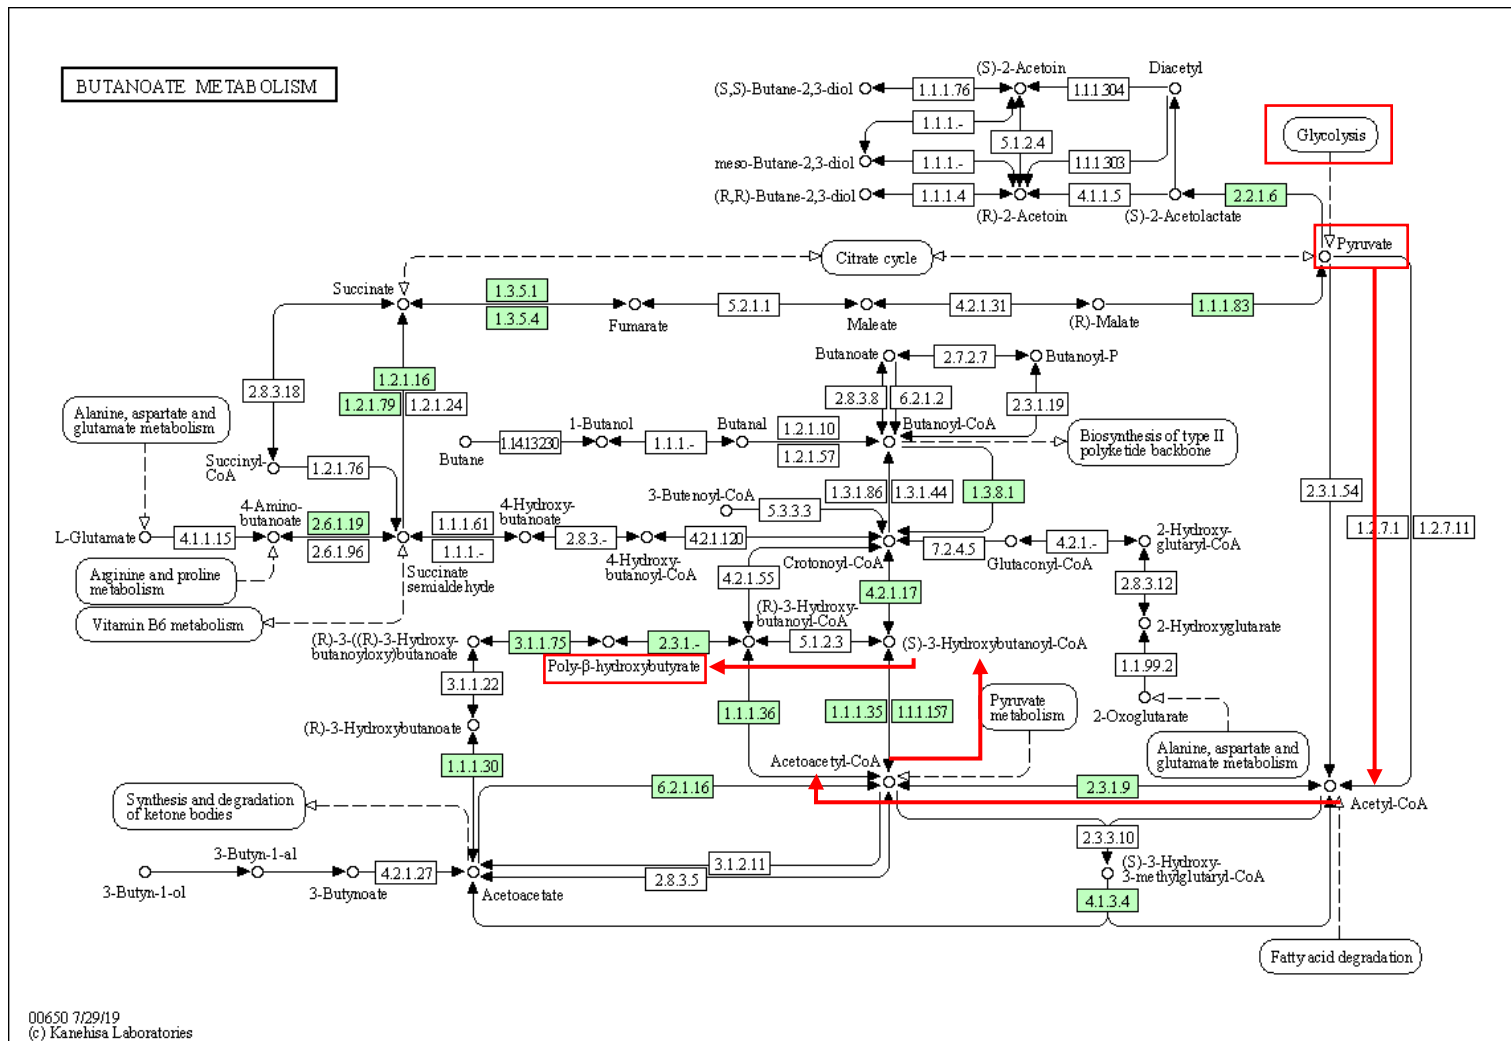 BUTANOATE METABOLISM
(S)-2-Acetoin
Diacetyl
(S,S)-Butane-2,3-diol
1.1.1.76
1.1.1.304
1.1.1.-
5.1.2.4
Glycolysis
meso-Butane-2,3-diol
1.1.1.-
1.1.1.303
(R,R)-Butane-2,3-diol
1.1.1.4
4.1.1.5
2.2.1.6
(R)-2-Acetoin
(S)-2-Acetolactate
Pyruvate
Citrate cycle
Succinate
1.3.5.1
1.3.5.4
Fumarate
5.2.1.1
Maleate
4.2.1.31
(R)-Malate
1.1.1.83
Butanoate
2.7.2.7
Butanoyl-P
2.8.3.18
1.2.1.16
1.2.1.79
1.2.1.24
2.8.3.8
6.2.1.2
2.3.1.19
Alanine, aspartate and
glutamate metabolism
1-Butanol
Butanal
1.2.1.10
Butanoyl-CoA
Biosynthesis of type II
polyketide backbone
Butane
1.14.13.230
1.1.1.-
1.2.1.57
Succinyl-
CoA
1.2.1.76
3-Butenoyl-CoA
1.3.1.86
1.3.1.44
1.3.8.1
2.3.1.54
5.3.3.3
4-Amino-
butanoate
2.6.1.19
1.1.1.61
4-Hydroxy-
butanoate
1.2.7.1
1.2.7.11
L-Glutamate
4.1.1.15
2.6.1.96
1.1.1.-
2.8.3.-
4.2.1.120
7.2.4.5
4.2.1.-
2-Hydroxy-
glutaryl-CoA
Arginine and proline
metabolism
Succinate
semialdehyde
4-Hydroxy-
butanoyl-CoA
Crotonoyl-CoA
Glutaconyl-CoA
4.2.1.55
4.2.1.17
2.8.3.12
Vitamin B6 metabolism
(R)-3-((R)-3-Hydroxy-
butanoyloxy)butanoate
3.1.1.75
2.3.1.-
(R)-3-Hydroxy-
butanoyl-CoA
5.1.2.3
(S)-3-Hydroxybutanoyl-CoA
2-Hydroxyglutarate
Poly-β-hydroxybutyrate
1.1.99.2
3.1.1.22
(R)-3-Hydroxybutanoate
1.1.1.36
1.1.1.35
1.1.1.157
Pyruvate
metabolism
2-Oxoglutarate
Alanine, aspartate and
glutamate metabolism
1.1.1.30
Acetoacetyl-CoA
6.2.1.16
2.3.1.9
Acetyl-CoA
Synthesis and degradation
of ketone bodies
2.3.3.10
3-Butyn-1-al
3.1.2.11
(S)-3-Hydroxy-
3-methylglutaryl-CoA
3-Butyn-1-ol
3-Butynoate
4.2.1.27
Acetoacetate
2.8.3.5
4.1.3.4
Fatty acid degradation
00650 7/29/19
(c) Kanehisa Laboratories